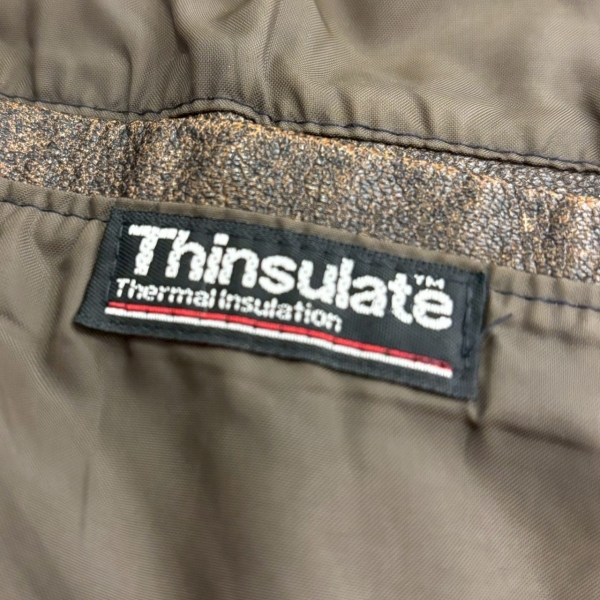 Thinsulate™
Thermal Insulation